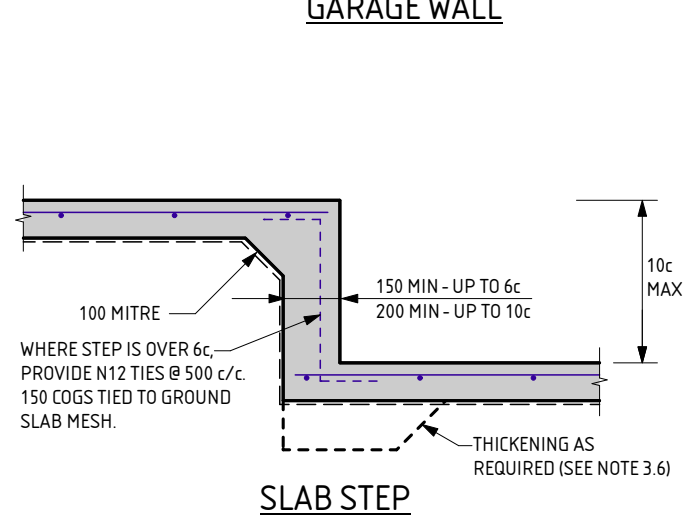 GARAGE WALL
10c
MAX
150 MIN - UP TO 6c
200 MIN - UP TO 10c
100 MITRE
WHERE STEP IS OVER 6c,
PROVIDE N12 TIES @ 500 c/c.
150 COGS TIED TO GROUND
SLAB MESH.
THICKENING AS
REQUIRED (SEE NOTE 3.6)
SLAB STEP